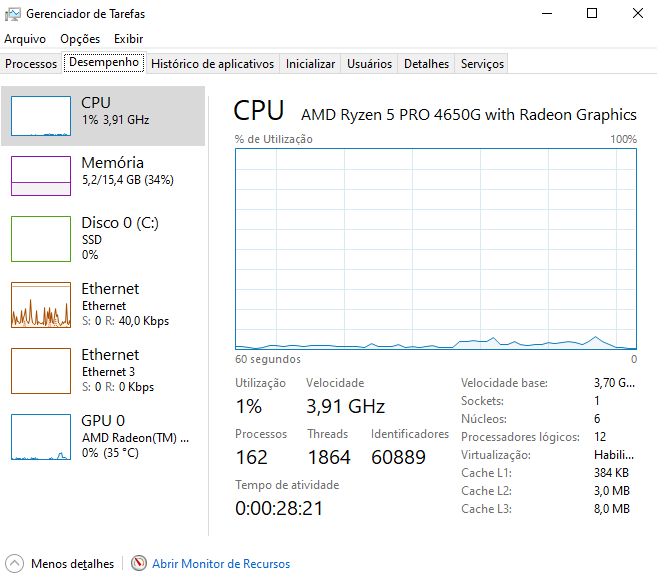 Gerenciador de Tarefas
Arquivo Opções Exibir
Processos Desempenho Histórico de aplicativos Inicializar Usuários Detalhes Serviços
CPU
1% 3,91 GHz
Memória
5,2/15,4 GB (34%)
Disco 0 (C:)
SSD
0%
Ethernet
Ethernet
S: 0 R: 40,0 Kbps
Ethernet
Ethernet 3
S: 0 R: 0 Kbps
GPU 0
AMD Radeon(TM) ...
0% (35 °C)
CPU AMD Ryzen 5 PRO 4650G with Radeon Graphics
% de Utilização 100%
60 segundos 0
Utilização Velocidade
1% 3,91 GHz
Processos Threads Identificadores
162 1864 60889
Tempo de atividade
0:00:28:21
Velocidade base: 3,70 G...
Sockets: 1
Núcleos: 6
Processadores lógicos: 12
Virtualização: Habili...
Cache L1: 384 KB
Cache L2: 3,0 MB
Cache L3: 8,0 MB
Menos detalhes Abrir Monitor de Recursos